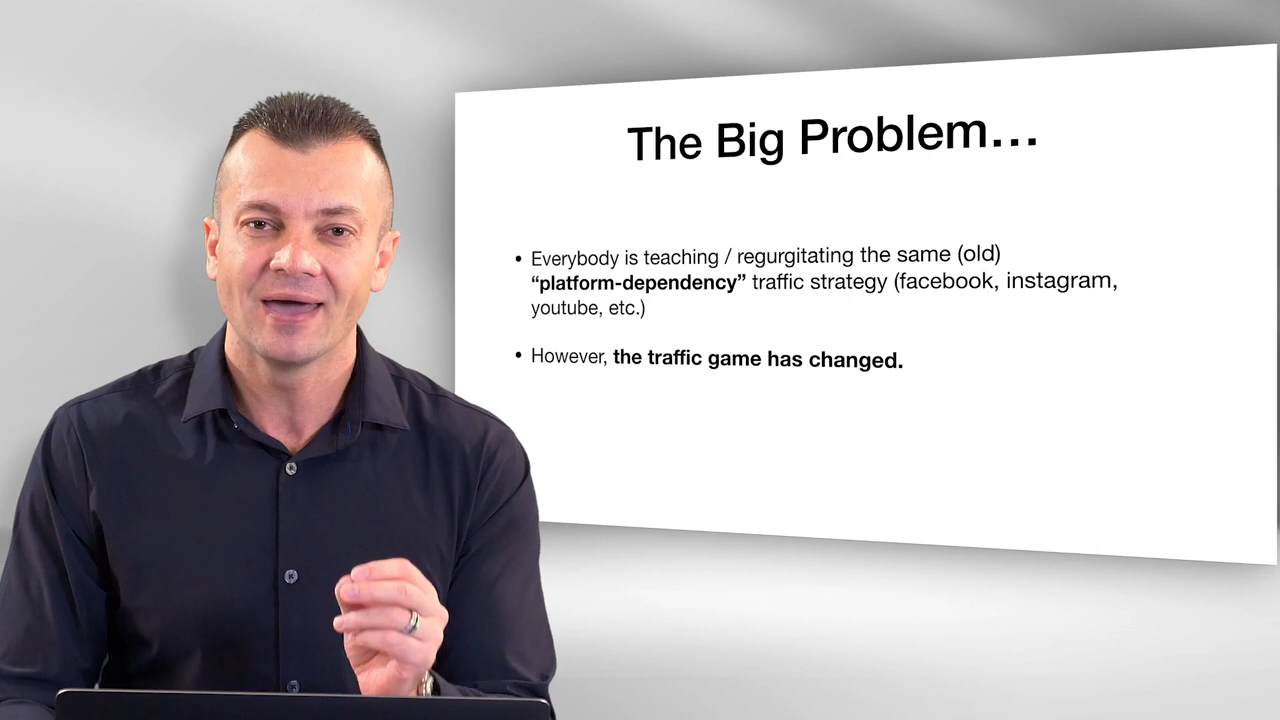 The Big Problem…
• Everybody is teaching / regurgitating the same (old)
“platform-dependency” traffic strategy (facebook, instagram,
youtube, etc.)
• However, the traffic game has changed.